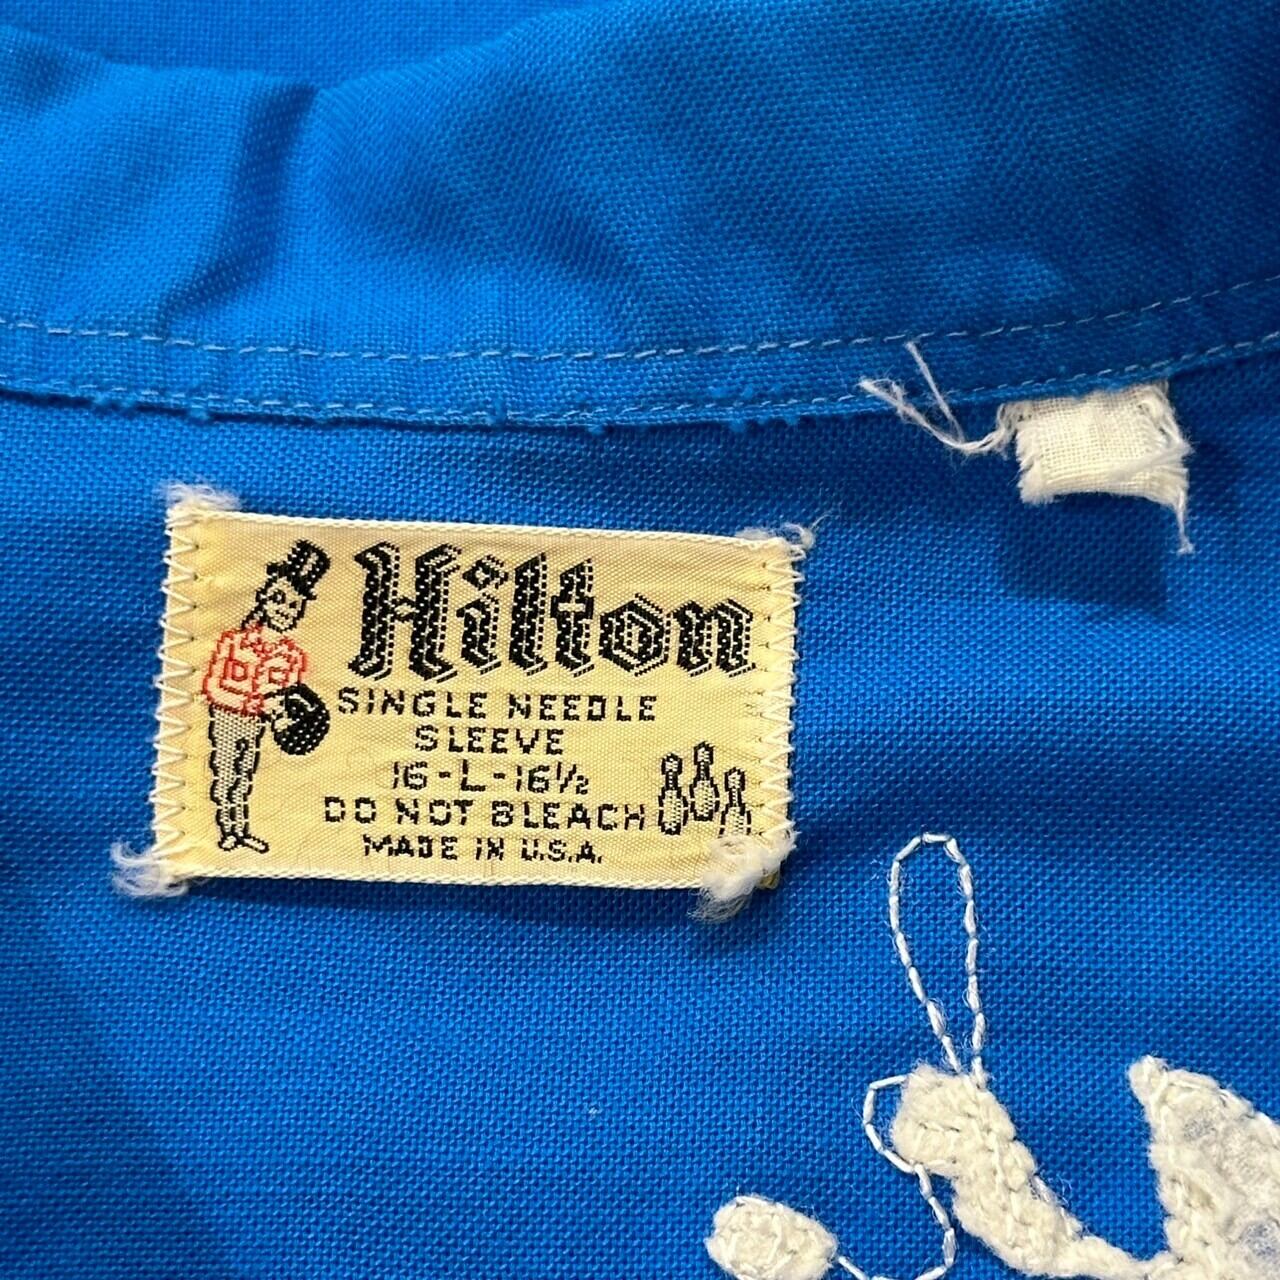 Hilton
SINGLE NEEDLE
SLEEVE
16-L-16½
DO NOT BLEACH
MADE IN U.S.A.